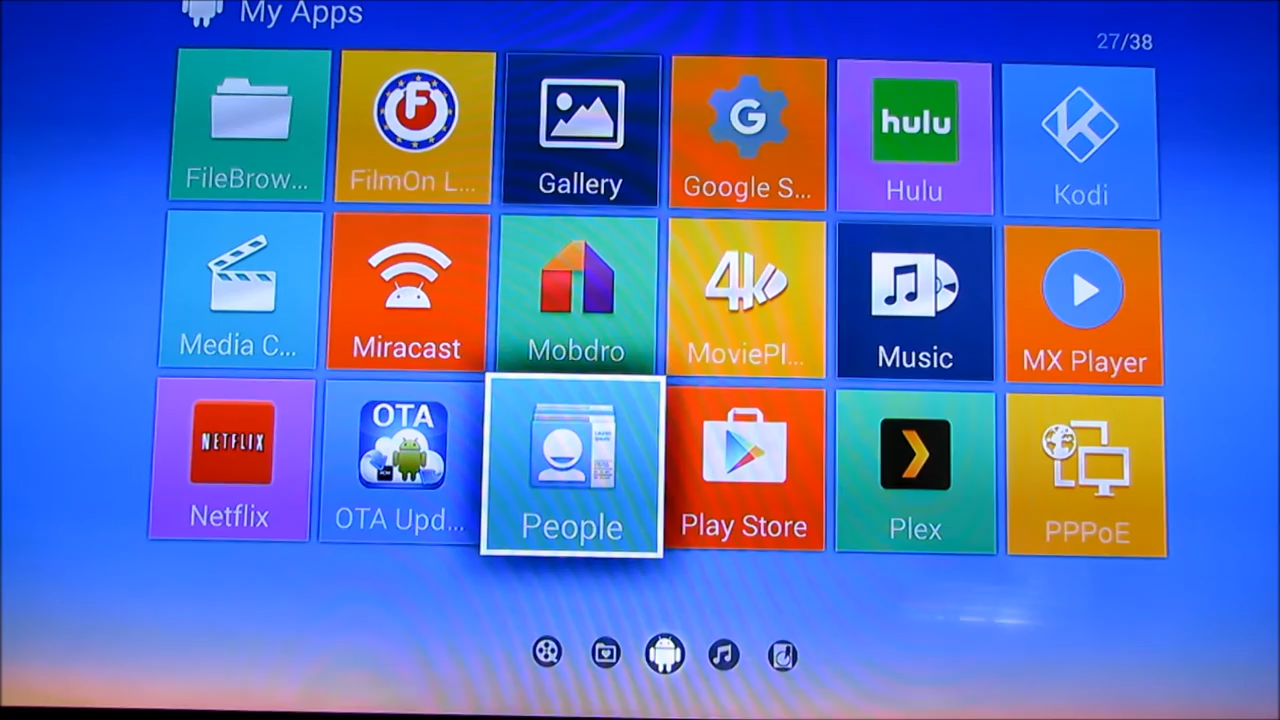 My Apps
27/38
FileBrow...
F
FilmOn L...
Gallery
G
Google S...
hulu
Hulu
Kodi
Media C...
Miracast
Mobdro
4k
MoviePl...
Music
MX Player
NETFLIX
Netflix
OTA
OTA Upd...
People
Play Store
Plex
PPPoE